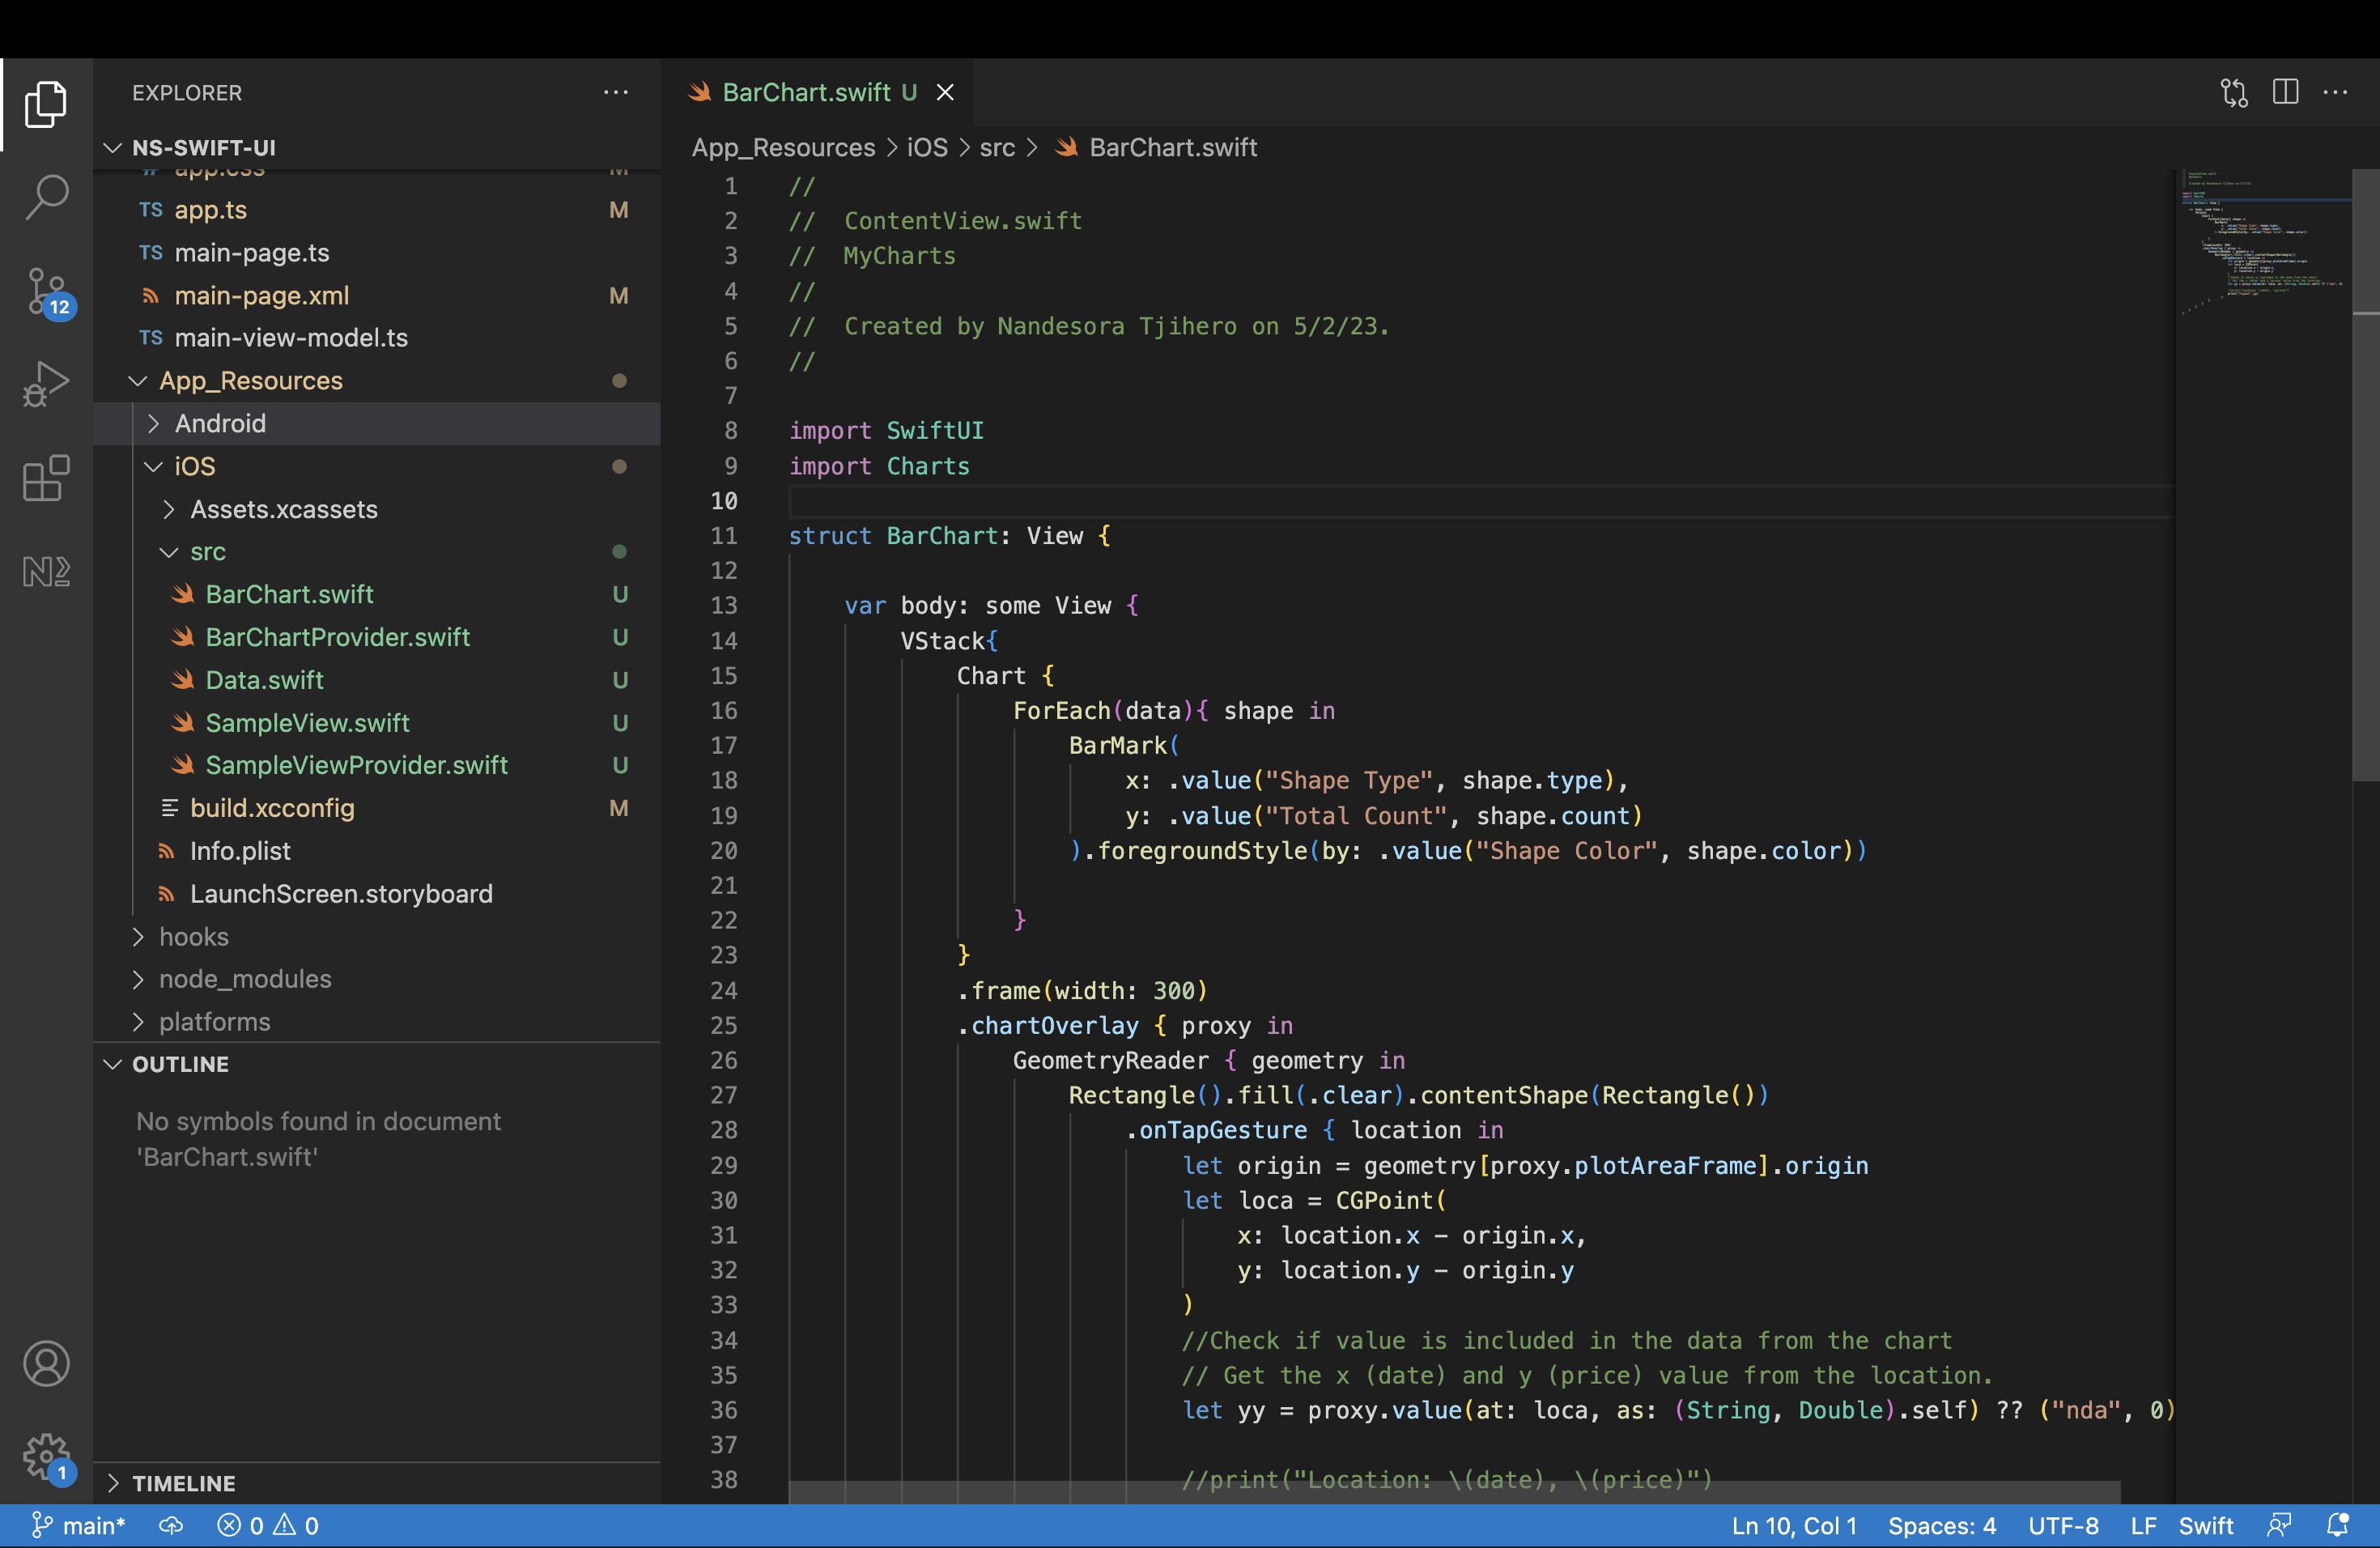 EXPLORER
NS-SWIFT-UI
app.css M
TS app.ts M
TS main-page.ts
main-page.xml M
TS main-view-model.ts
App_Resources
Android
iOS
Assets.xcassets
src
BarChart.swift U
BarChartProvider.swift U
Data.swift U
SampleView.swift U
SampleViewProvider.swift U
build.xcconfig M
Info.plist
LaunchScreen.storyboard
hooks
node_modules
platforms
OUTLINE
No symbols found in document
'BarChart.swift'
TIMELINE
12
1
BarChart.swift U
App_Resources > iOS > src > BarChart.swift
1 //
2 //  ContentView.swift
3 //  MyCharts
4 //
5 //  Created by Nandesora Tjihero on 5/2/23.
6 //
7
8 import SwiftUI
9 import Charts
10
11 struct BarChart: View {
12
13     var body: some View {
14         VStack{
15             Chart {
16                 ForEach(data){ shape in
17                     BarMark(
18                         x: .value("Shape Type", shape.type),
19                         y: .value("Total Count", shape.count)
20                     ).foregroundStyle(by: .value("Shape Color", shape.color))
21
22                 }
23             }
24             .frame(width: 300)
25             .chartOverlay { proxy in
26                 GeometryReader { geometry in
27                     Rectangle().fill(.clear).contentShape(Rectangle())
28                         .onTapGesture { location in
29                             let origin = geometry[proxy.plotAreaFrame].origin
30                             let loca = CGPoint(
31                                 x: location.x - origin.x,
32                                 y: location.y - origin.y
33                             )
34                             //Check if value is included in the data from the chart
35                             // Get the x (date) and y (price) value from the location.
36                             let yy = proxy.value(at: loca, as: (String, Double).self) ?? ("nda", 0)
37
38                             //print("Location: \(date), \(price)")
main* 0 0 Ln 10, Col 1 Spaces: 4 UTF-8 LF Swift